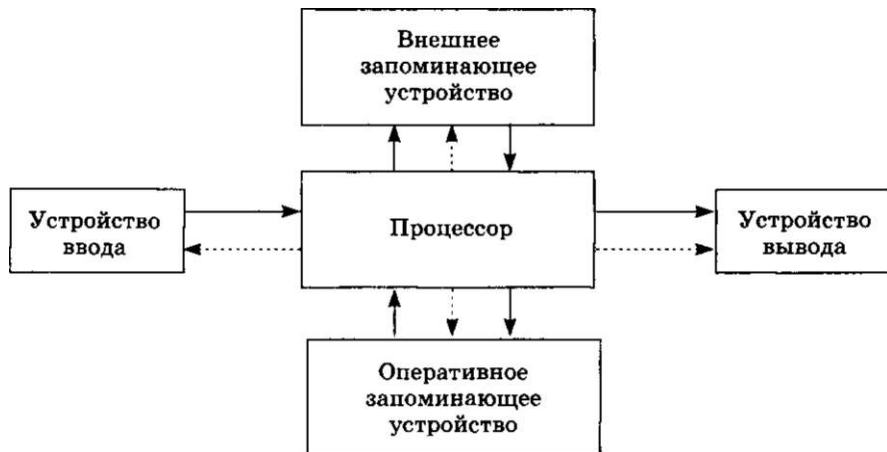 Внешнее
запоминающее
устройство
Устройство
ввода
Процессор
Устройство
вывода
Оперативное
запоминающее
устройство